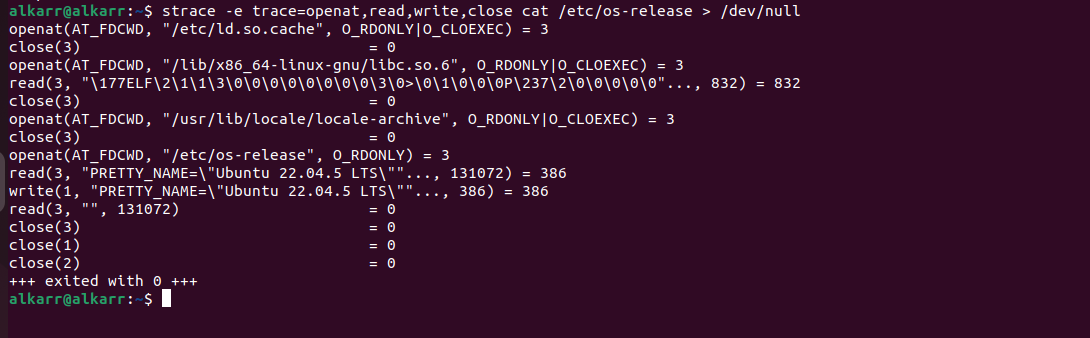 alkarr@alkarr:~$ strace -e trace=openat,read,write,close cat /etc/os-release > /dev/null
openat(AT_FDCWD, "/etc/ld.so.cache", O_RDONLY|O_CLOEXEC) = 3
close(3)                                = 0
openat(AT_FDCWD, "/lib/x86_64-linux-gnu/libc.so.6", O_RDONLY|O_CLOEXEC) = 3
read(3, "\177ELF\2\1\1\3\0\0\0\0\0\0\0\0\3\0>\0\1\0\0\0P\237\2\0\0\0\0\0"..., 832) = 832
close(3)                                = 0
openat(AT_FDCWD, "/usr/lib/locale/locale-archive", O_RDONLY|O_CLOEXEC) = 3
close(3)                                = 0
openat(AT_FDCWD, "/etc/os-release", O_RDONLY) = 3
read(3, "PRETTY_NAME=\"Ubuntu 22.04.5 LTS\""..., 131072) = 386
write(1, "PRETTY_NAME=\"Ubuntu 22.04.5 LTS\""..., 386) = 386
read(3, "", 131072)                     = 0
close(3)                                = 0
close(1)                                = 0
close(2)                                = 0
+++ exited with 0 +++
alkarr@alkarr:~$